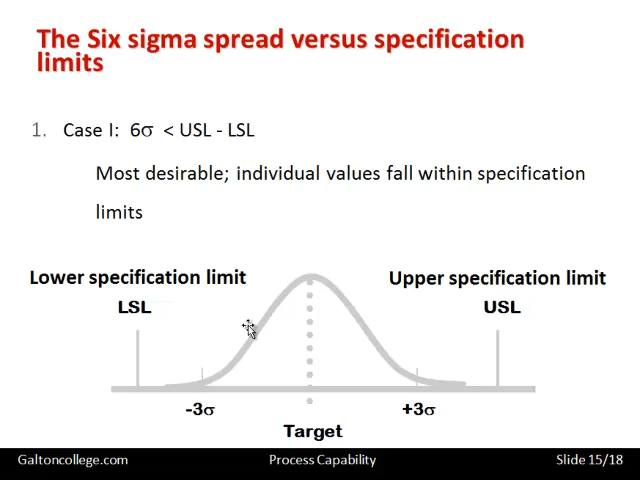 The Six sigma spread versus specification
limits
1. Case I: 6σ < USL - LSL
Most desirable; individual values fall within specification
limits
Lower specification limit
Upper specification limit
LSL
USL
-3σ
+3σ
Target
Galtoncollege.com
Process Capability
Slide 15/18